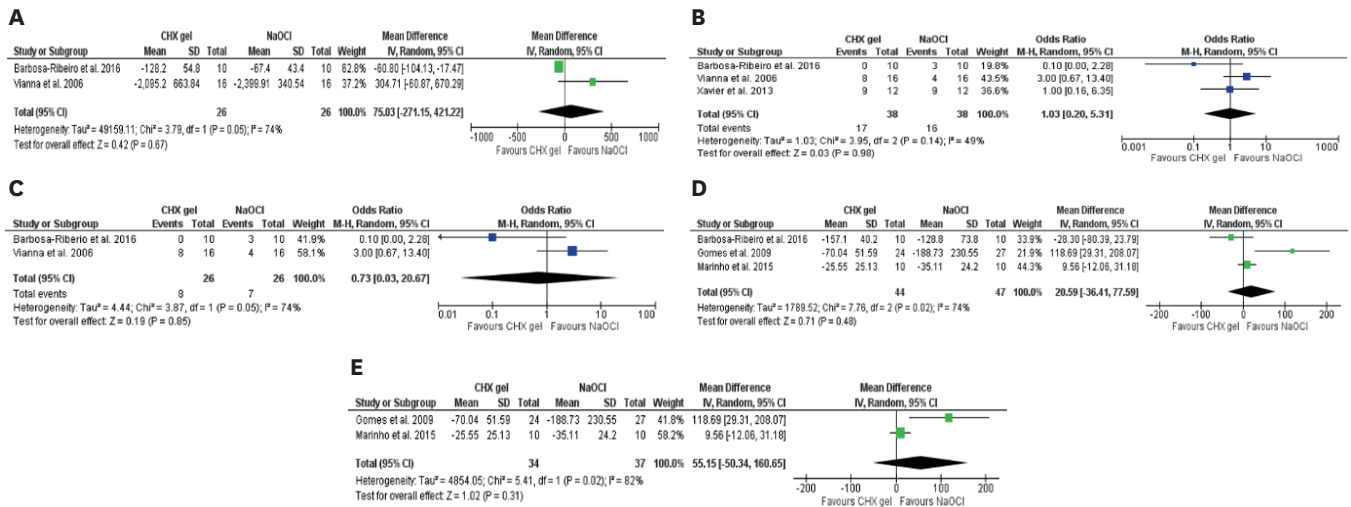 A
CHX gel NaOCl Mean Difference Mean Difference
Study or Subgroup Mean SD Total Mean SD Total Weight IV, Random, 95% CI IV, Random, 95% CI
Barbosa-Ribeiro et al. 2016 -128.2 54.8 10 -67.4 43.4 10 62.8% -60.80 [-104.13, -17.47]
Vianna et al. 2006 -2,095.2 663.84 16 -2,399.91 340.54 16 37.2% 304.71 [-60.87, 670.29]
Total (95% CI) 26 26 100.0% 75.03 [-271.15, 421.22]
Heterogeneity: Tau² = 49159.11; Chi² = 3.79, df = 1 (P = 0.05); I² = 74%
Test for overall effect: Z = 0.42 (P = 0.67)
-1000 -500 0 500 1000
Favours CHX gel Favours NaOCl
B
CHX gel NaOCl Odds Ratio Odds Ratio
Study or Subgroup Events Total Events Total Weight M-H, Random, 95% CI M-H, Random, 95% CI
Barbosa-Ribeiro et al. 2016 0 10 3 10 19.8% 0.10 [0.00, 2.28]
Vianna et al. 2006 8 16 4 16 43.5% 3.00 [0.67, 13.40]
Xavier et al. 2013 9 12 9 12 36.6% 1.00 [0.16, 6.35]
Total (95% CI) 38 38 100.0% 1.03 [0.20, 5.31]
Total events 17 16
Heterogeneity: Tau² = 1.03; Chi² = 3.95, df = 2 (P = 0.14); I² = 49%
Test for overall effect: Z = 0.03 (P = 0.98)
0.001 0.1 1 10 1000
Favours CHX gel Favours NaOCl
C
CHX gel NaOCl Odds Ratio Odds Ratio
Study or Subgroup Events Total Events Total Weight M-H, Random, 95% CI M-H, Random, 95% CI
Barbosa-Riberio et al. 2016 0 10 3 10 41.9% 0.10 [0.00, 2.28]
Vianna et al. 2006 8 16 4 16 58.1% 3.00 [0.67, 13.40]
Total (95% CI) 26 26 100.0% 0.73 [0.03, 20.67]
Total events 8 7
Heterogeneity: Tau² = 4.44; Chi² = 3.87, df = 1 (P = 0.05); I² = 74%
Test for overall effect: Z = 0.19 (P = 0.85)
0.01 0.1 1 10 100
Favours CHX gel Favours NaOCl
D
CHX gel NaOCl Mean Difference Mean Difference
Study or Subgroup Mean SD Total Mean SD Total Weight IV, Random, 95% CI IV, Random, 95% CI
Barbosa-Ribeiro et al. 2016 -157.1 40.2 10 -128.8 73.8 10 33.9% -28.30 [-80.39, 23.79]
Gomes et al. 2009 -70.04 51.59 24 -188.73 230.55 27 21.9% 118.69 [29.31, 208.07]
Marinho et al. 2015 -25.55 25.13 10 -35.11 24.2 10 44.3% 9.56 [-12.06, 31.18]
Total (95% CI) 44 47 100.0% 20.59 [-36.41, 77.59]
Heterogeneity: Tau² = 1789.52; Chi² = 7.76, df = 2 (P = 0.02); I² = 74%
Test for overall effect: Z = 0.71 (P = 0.48)
-200 -100 0 100 200
Favours CHX gel Favours NaOCl
E
CHX gel NaOCl Mean Difference Mean Difference
Study or Subgroup Mean SD Total Mean SD Total Weight IV, Random, 95% CI IV, Random, 95% CI
Gomes et al. 2009 -70.04 51.59 24 -188.73 230.55 27 41.8% 118.69 [29.31, 208.07]
Marinho et al. 2015 -25.55 25.13 10 -35.11 24.2 10 58.2% 9.56 [-12.06, 31.18]
Total (95% CI) 34 37 100.0% 55.15 [-50.34, 160.65]
Heterogeneity: Tau² = 4854.05; Chi² = 5.41, df = 1 (P = 0.02); I² = 82%
Test for overall effect: Z = 1.02 (P = 0.31)
-200 -100 0 100 200
Favours CHX gel Favours NaOCl